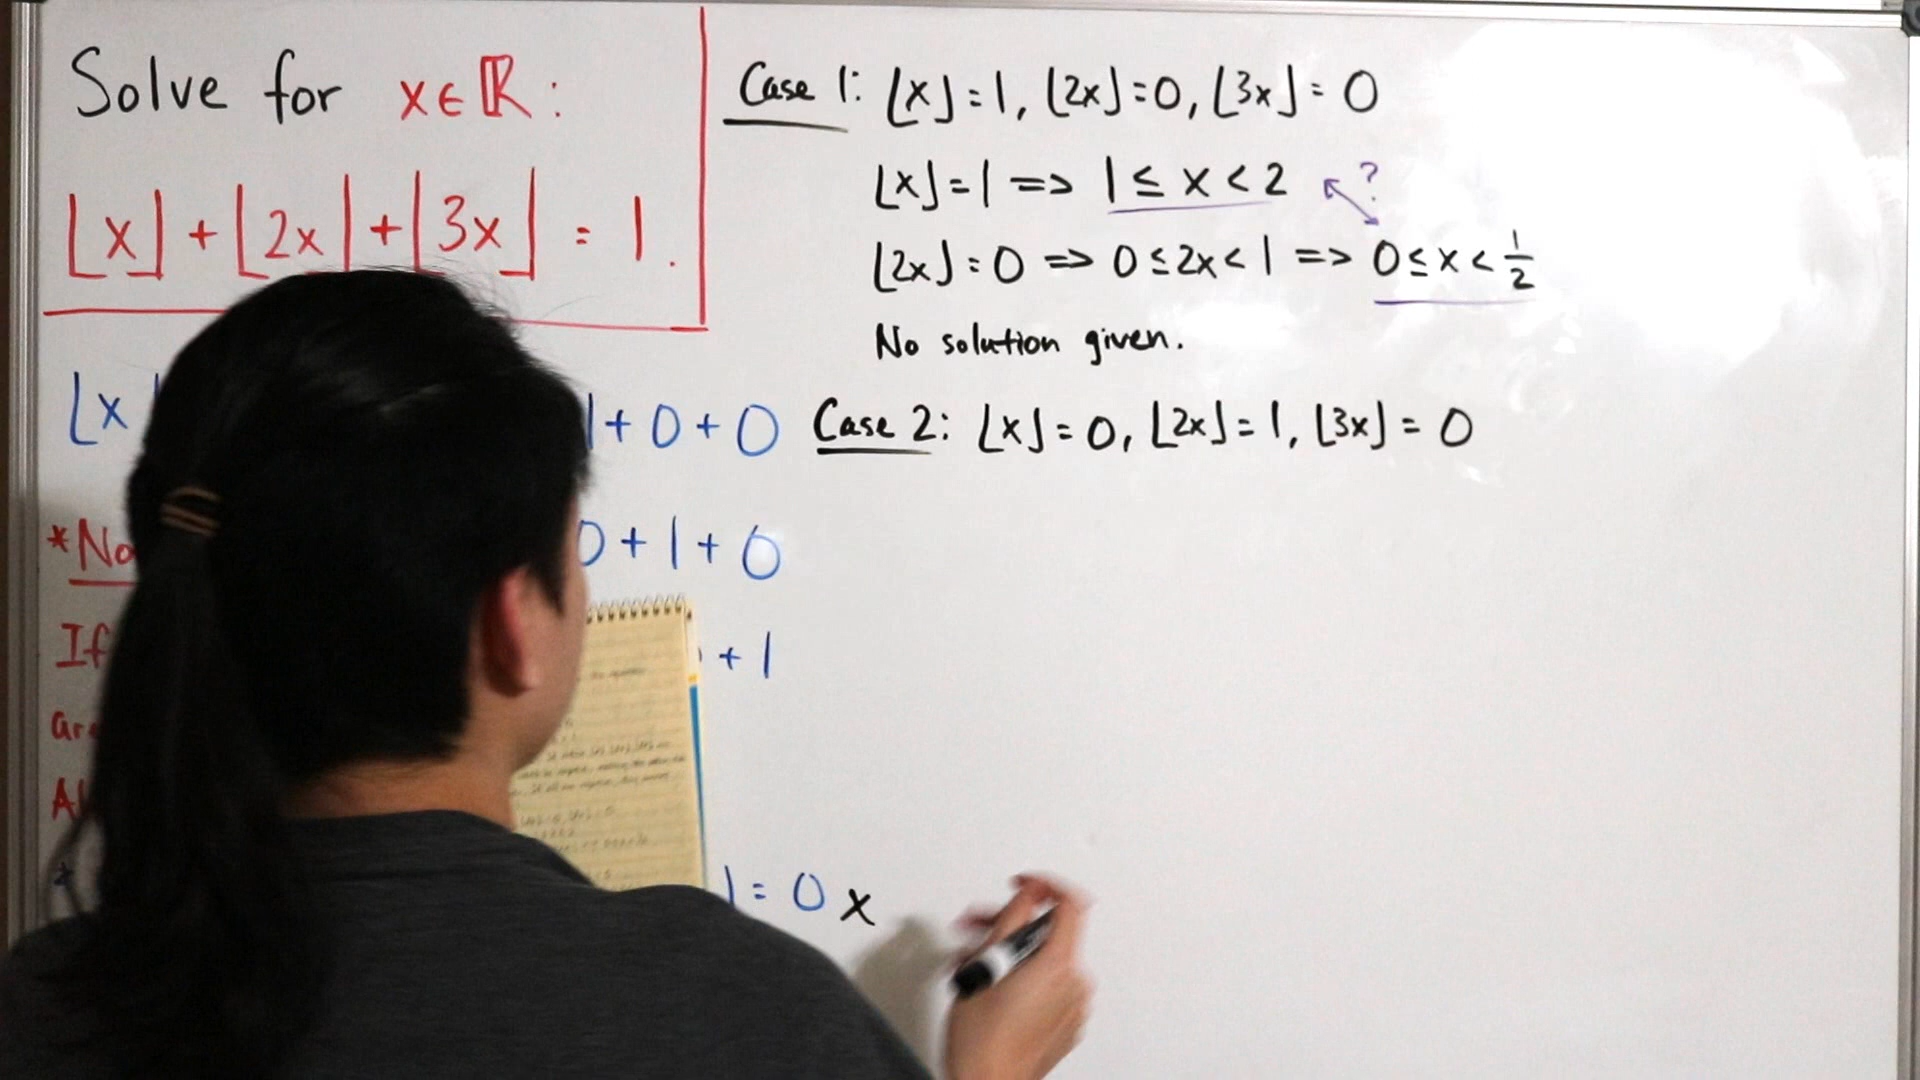 Solve for x∈ℝ:
⌊x⌋+⌊2x⌋+⌊3x⌋=1.
⌊x
1+0+0
*No
0+1+0
If
+1
Al
1=0 x
Case 1: ⌊x⌋=1, ⌊2x⌋=0, ⌊3x⌋=0
⌊x⌋=1 => 1≤x<2 ?
⌊2x⌋=0 => 0≤2x<1 => 0≤x<1/2
No solution given.
Case 2: ⌊x⌋=0, ⌊2x⌋=1, ⌊3x⌋=0